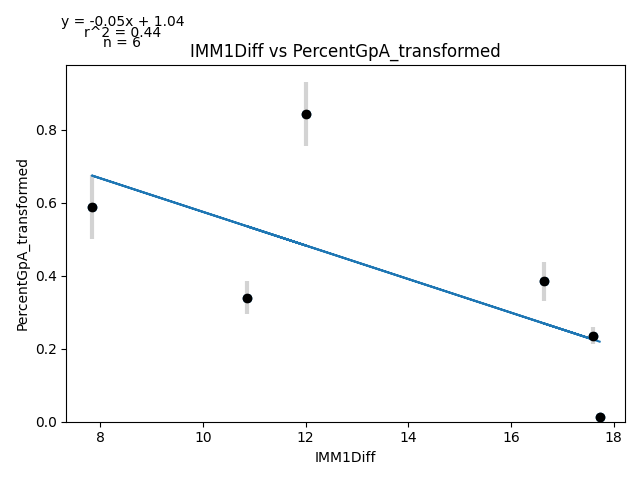 y = -0.05x + 1.04
r^2 = 0.44
n = 6
IMM1Diff vs PercentGpA_transformed
PercentGpA_transformed
0.8
0.6
0.4
0.2
0.0
8 10 12 14 16 18
IMM1Diff